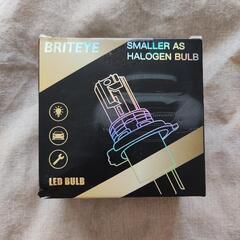 BRITEYE
SMALLER AS
HALOGEN BULB
LED BULB